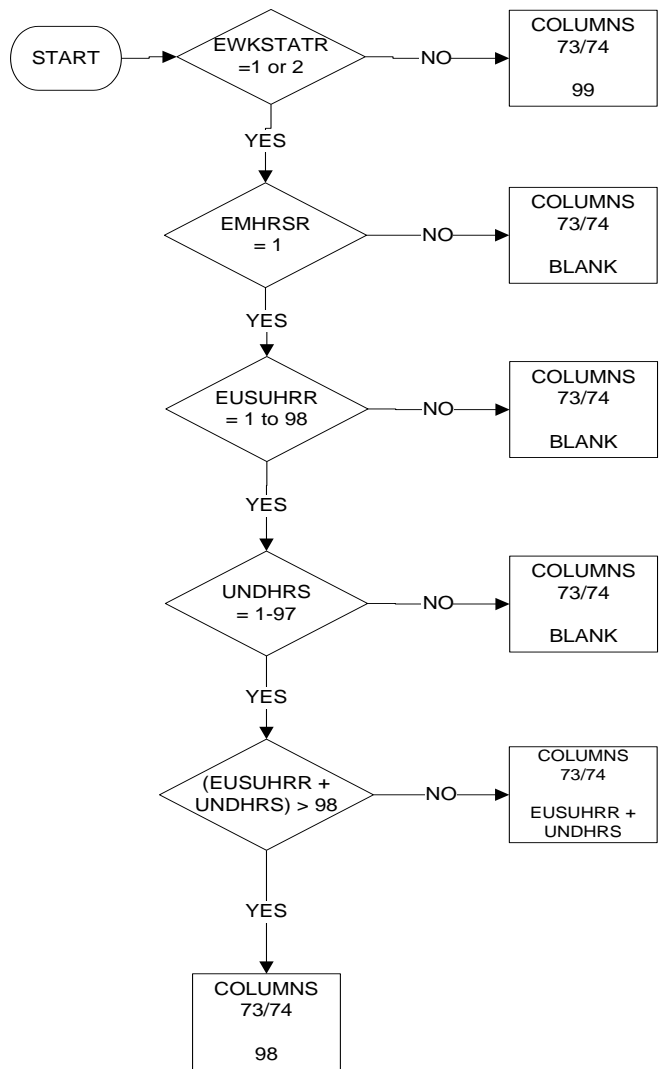 START
EWKSTATR
=1 or 2
NO
COLUMNS
73/74
99
YES
EMHRSR
= 1
NO
COLUMNS
73/74
BLANK
YES
EUSUHRR
= 1 to 98
NO
COLUMNS
73/74
BLANK
YES
UNDHRS
= 1-97
NO
COLUMNS
73/74
BLANK
YES
(EUSUHRR +
UNDHRS) > 98
NO
COLUMNS
73/74
EUSUHRR +
UNDHRS
YES
COLUMNS
73/74
98